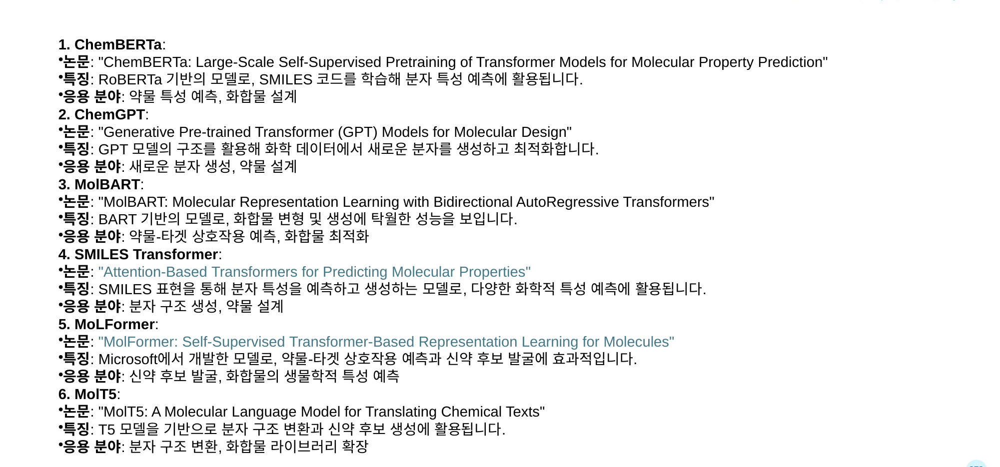 1. ChemBERTa:
•논문: "ChemBERTa: Large-Scale Self-Supervised Pretraining of Transformer Models for Molecular Property Prediction"
•특징: RoBERTa 기반의 모델로, SMILES 코드를 학습해 분자 특성 예측에 활용됩니다.
•응용 분야: 약물 특성 예측, 화합물 설계
2. ChemGPT:
•논문: "Generative Pre-trained Transformer (GPT) Models for Molecular Design"
•특징: GPT 모델의 구조를 활용해 화학 데이터에서 새로운 분자를 생성하고 최적화합니다.
•응용 분야: 새로운 분자 생성, 약물 설계
3. MolBART:
•논문: "MolBART: Molecular Representation Learning with Bidirectional AutoRegressive Transformers"
•특징: BART 기반의 모델로, 화합물 변형 및 생성에 탁월한 성능을 보입니다.
•응용 분야: 약물-타겟 상호작용 예측, 화합물 최적화
4. SMILES Transformer:
•논문: "Attention-Based Transformers for Predicting Molecular Properties"
•특징: SMILES 표현을 통해 분자 특성을 예측하고 생성하는 모델로, 다양한 화학적 특성 예측에 활용됩니다.
•응용 분야: 분자 구조 생성, 약물 설계
5. MoLFormer:
•논문: "MolFormer: Self-Supervised Transformer-Based Representation Learning for Molecules"
•특징: Microsoft에서 개발한 모델로, 약물-타겟 상호작용 예측과 신약 후보 발굴에 효과적입니다.
•응용 분야: 신약 후보 발굴, 화합물의 생물학적 특성 예측
6. MolT5:
•논문: "MolT5: A Molecular Language Model for Translating Chemical Texts"
•특징: T5 모델을 기반으로 분자 구조 변환과 신약 후보 생성에 활용됩니다.
•응용 분야: 분자 구조 변환, 화합물 라이브러리 확장